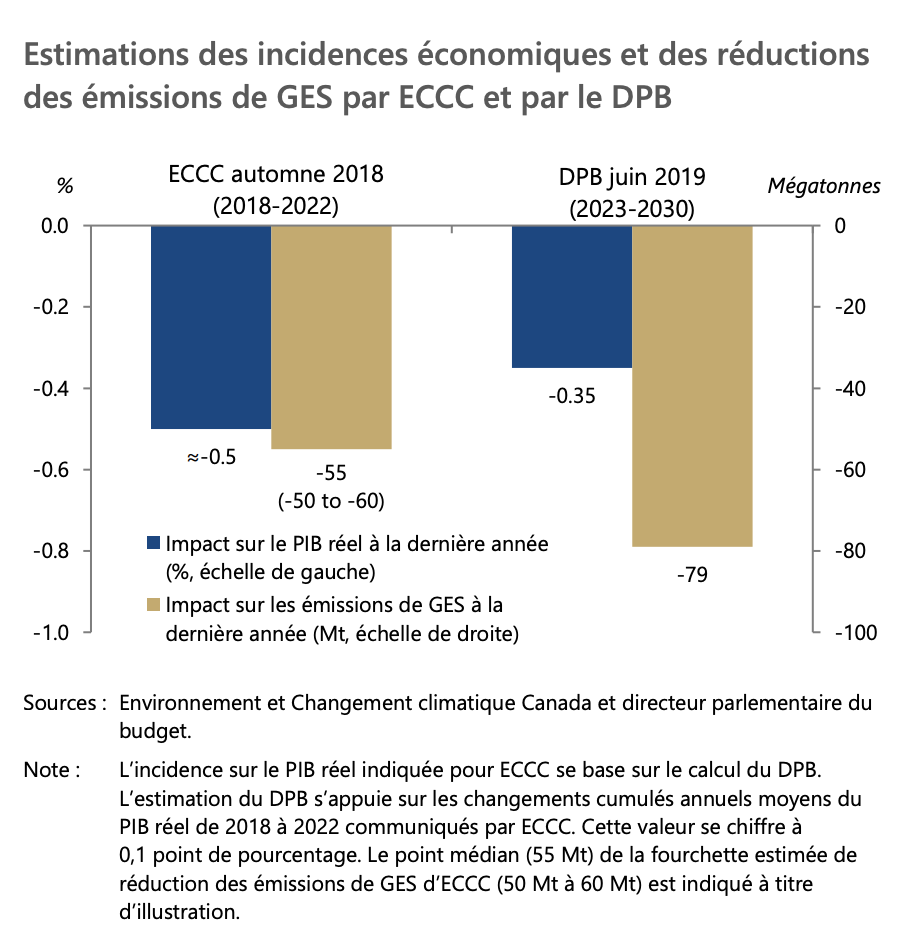 Estimations des incidences économiques et des réductions
des émissions de GES par ECCC et par le DPB
ECCC automne 2018
(2018-2022)
DPB juin 2019
(2023-2030)
%
Mégatonnes
0.0
-0.2
-0.4
-0.6
-0.8
-1.0
0
-20
-40
-60
-80
-100
≈-0.5
-55
(-50 to -60)
-0.35
-79
Impact sur le PIB réel à la dernière année
(%, échelle de gauche)
Impact sur les émissions de GES à la
dernière année (Mt, échelle de droite)
Sources : Environnement et Changement climatique Canada et directeur parlementaire du
budget.
Note : L’incidence sur le PIB réel indiquée pour ECCC se base sur le calcul du DPB.
L’estimation du DPB s’appuie sur les changements cumulés annuels moyens du
PIB réel de 2018 à 2022 communiqués par ECCC. Cette valeur se chiffre à
0,1 point de pourcentage. Le point médian (55 Mt) de la fourchette estimée de
réduction des émissions de GES d’ECCC (50 Mt à 60 Mt) est indiqué à titre
d’illustration.